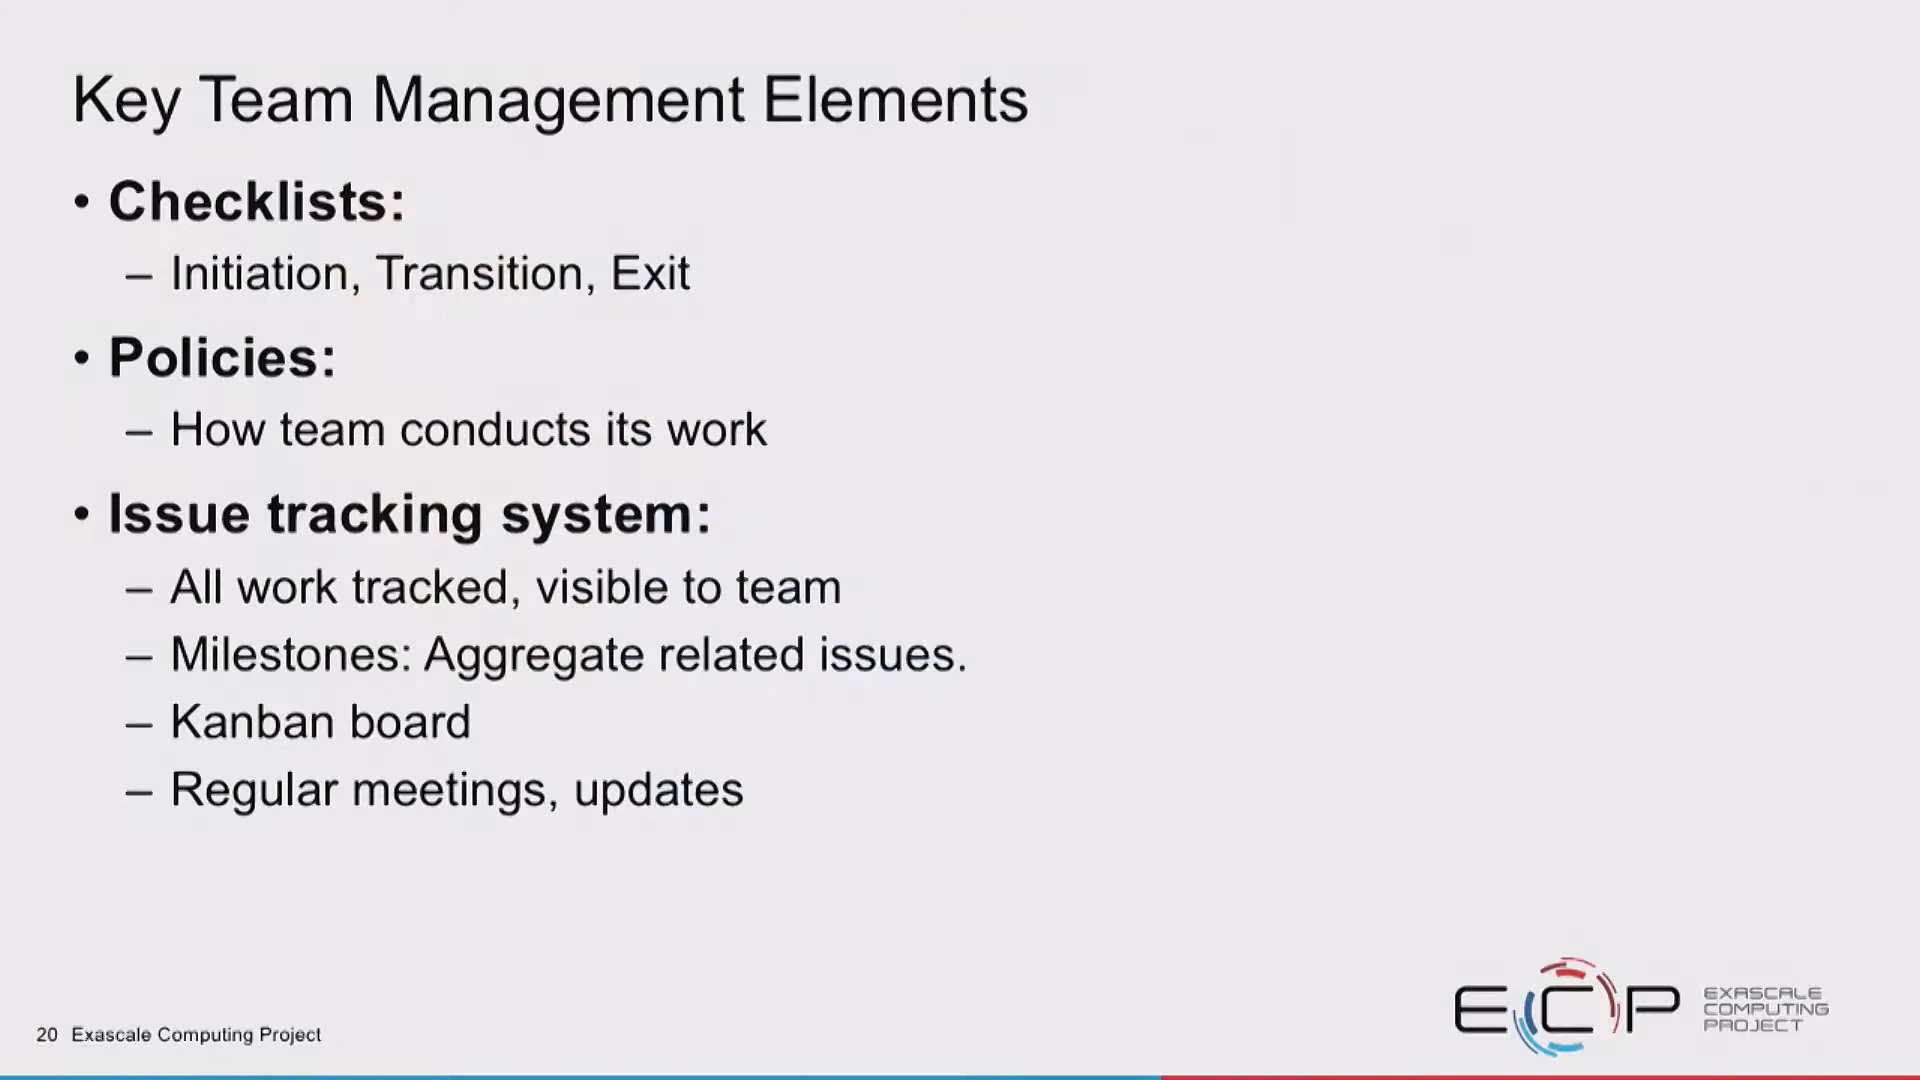 Key Team Management Elements
• Checklists:
– Initiation, Transition, Exit
• Policies:
– How team conducts its work
• Issue tracking system:
– All work tracked, visible to team
– Milestones: Aggregate related issues.
– Kanban board
– Regular meetings, updates
20 Exascale Computing Project
ECP
EXASCALE
COMPUTING
PROJECT